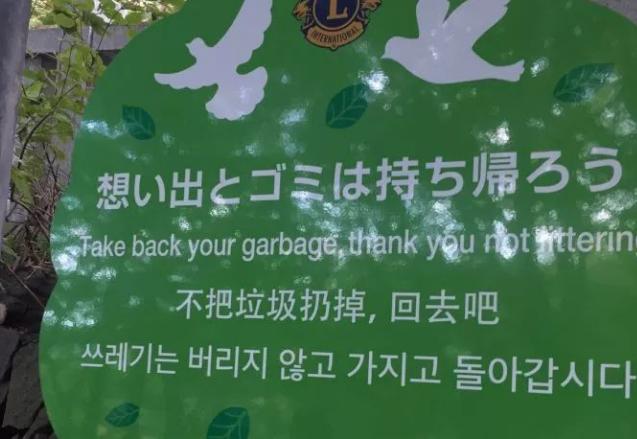 L
INTERNATIONAL
想い出とゴミは持ち帰ろう
Take back your garbage, thank you not littering
不把垃圾扔掉, 回去吧
쓰레기는 버리지 않고 가지고 돌아갑시다